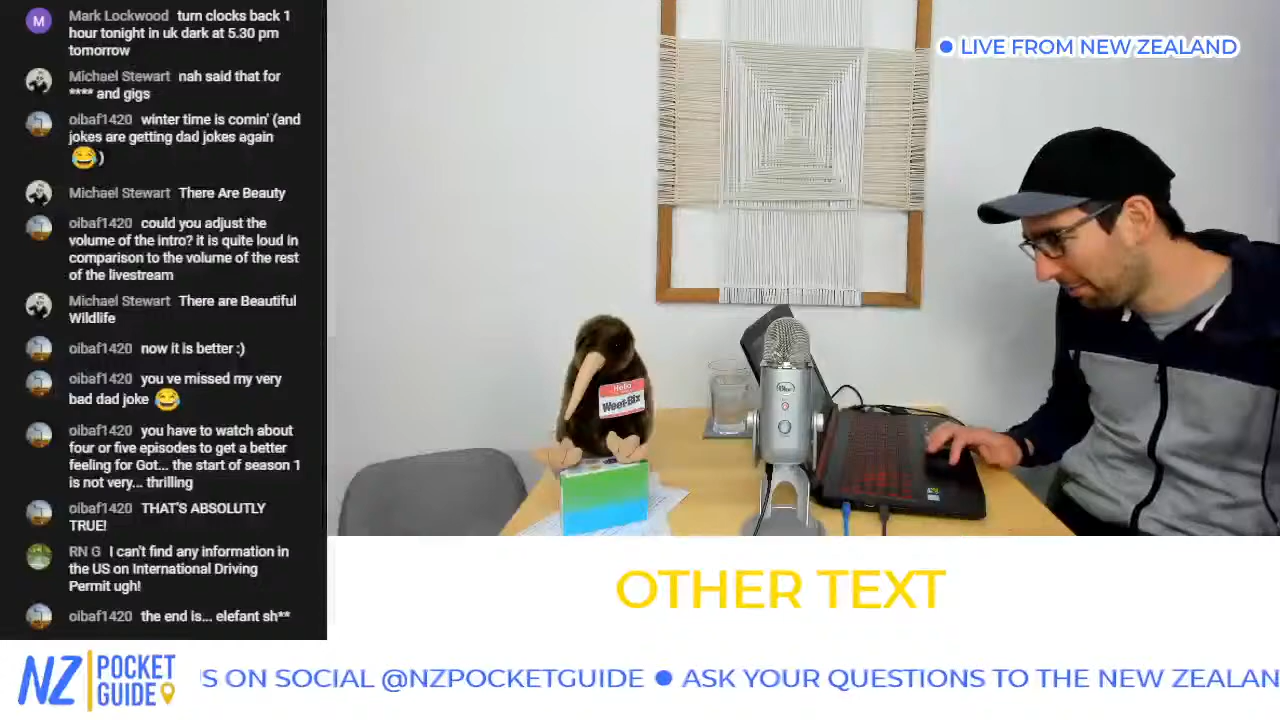 Mark Lockwood turn clocks back 1
hour tonight in uk dark at 5.30 pm
tomorrow
Michael Stewart nah said that for
**** and gigs
oibaf1420 winter time is comin' (and
jokes are getting dad jokes again
😂)
Michael Stewart There Are Beauty
oibaf1420 could you adjust the
volume of the intro? it is quite loud in
comparison to the volume of the rest
of the livestream
Michael Stewart There are Beautiful
Wildlife
oibaf1420 now it is better :)
oibaf1420 you ve missed my very
bad dad joke 😂
oibaf1420 you have to watch about
four or five episodes to get a better
feeling for Got... the start of season 1
is not very... thrilling
oibaf1420 THAT'S ABSOLUTLY
TRUE!
RN G I can't find any information in
the US on International Driving
Permit ugh!
oibaf1420 the end is... elefant sh**
M
LIVE FROM NEW ZEALAND
Hello
Weet-Bix
blue
OTHER TEXT
NZ POCKET
GUIDE
S ON SOCIAL @NZPOCKETGUIDE ● ASK YOUR QUESTIONS TO THE NEW ZEALAN